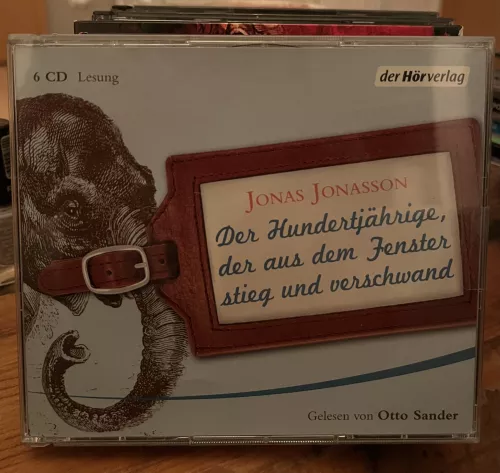 6 CD Lesung
der Hörverlag
JONAS JONASSON
Der Hundertjährige,
der aus dem Fenster
stieg und verschwand
Gelesen von Otto Sander